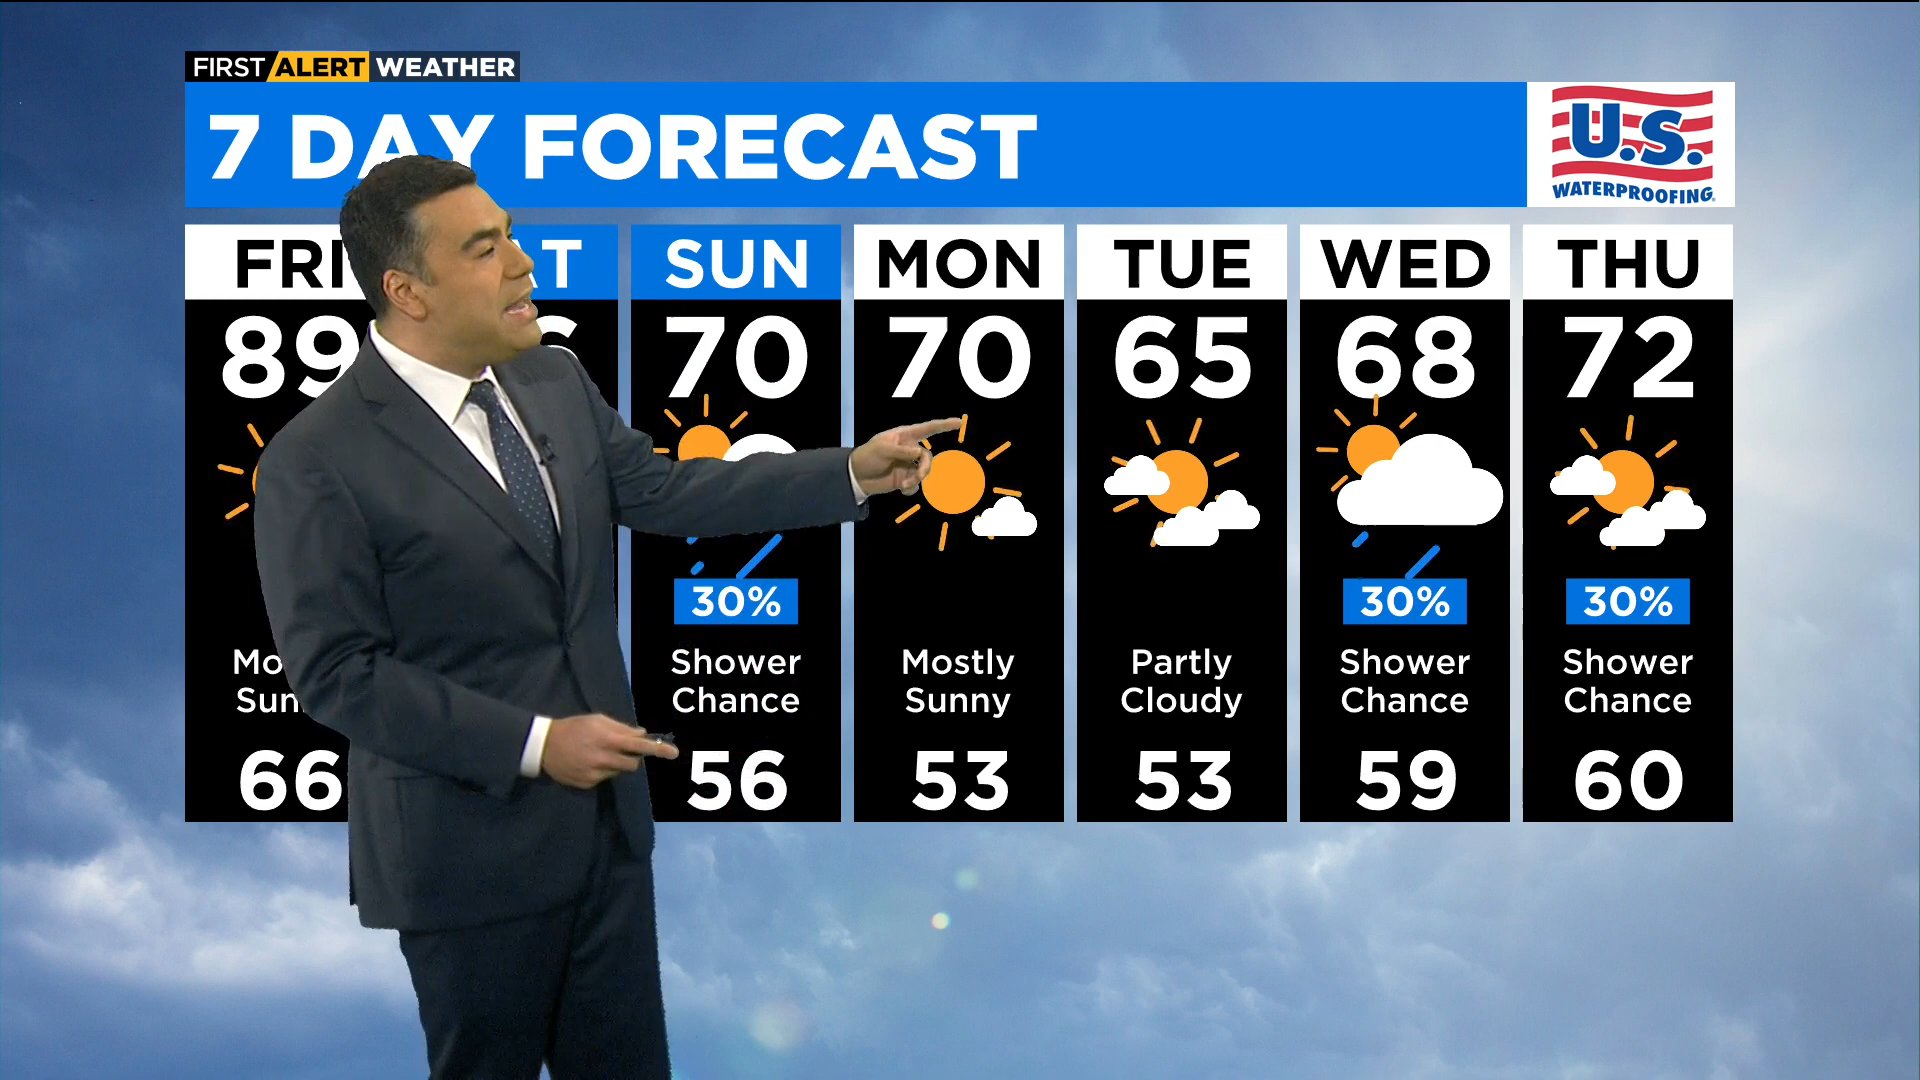 FIRST ALERT WEATHER
7 DAY FORECAST
U.S.
WATERPROOFING
FRI
SUN
MON
TUE
WED
THU
89
70
70
65
68
72
30%
30%
30%
Shower
Chance
Mostly
Sunny
Partly
Cloudy
Shower
Chance
Shower
Chance
66
56
53
53
59
60